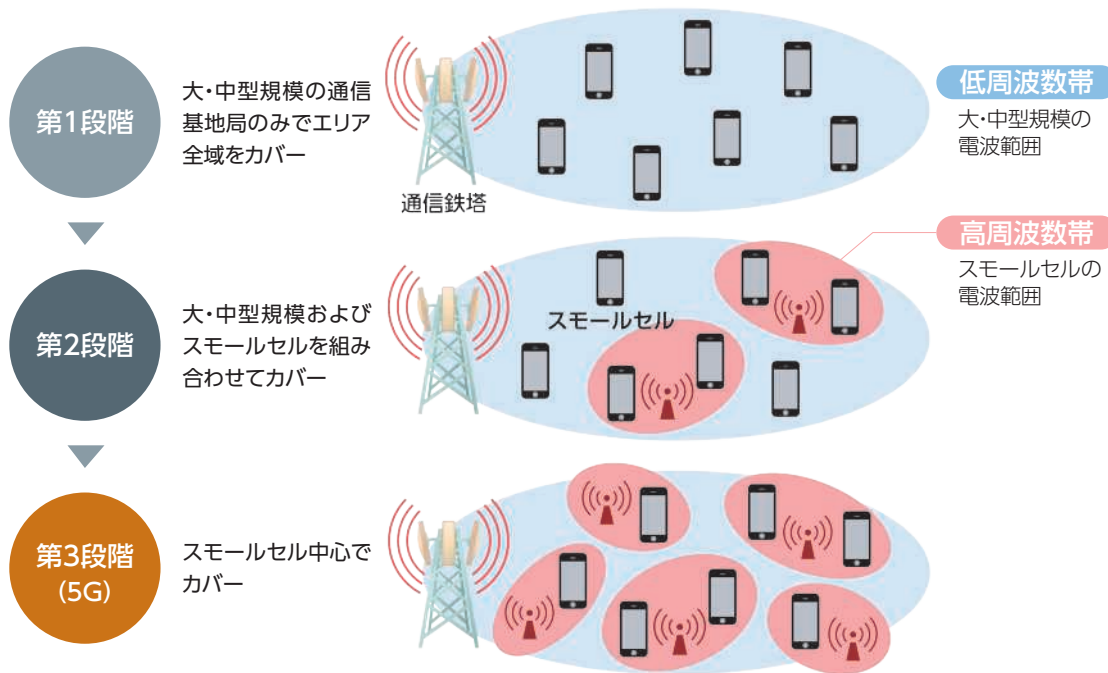 第1段階
大・中型規模の通信
基地局のみでエリア
全域をカバー
通信鉄塔
低周波数帯
大・中型規模の
電波範囲
高周波数帯
スモールセルの
電波範囲
第2段階
大・中型規模および
スモールセルを組み
合わせてカバー
スモールセル
第3段階
(5G)
スモールセル中心で
カバー